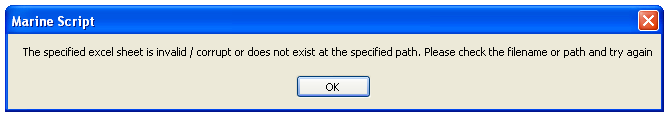 Marine Script
The specified excel sheet is invalid / corrupt or does not exist at the specified path. Please check the filename or path and try again
OK